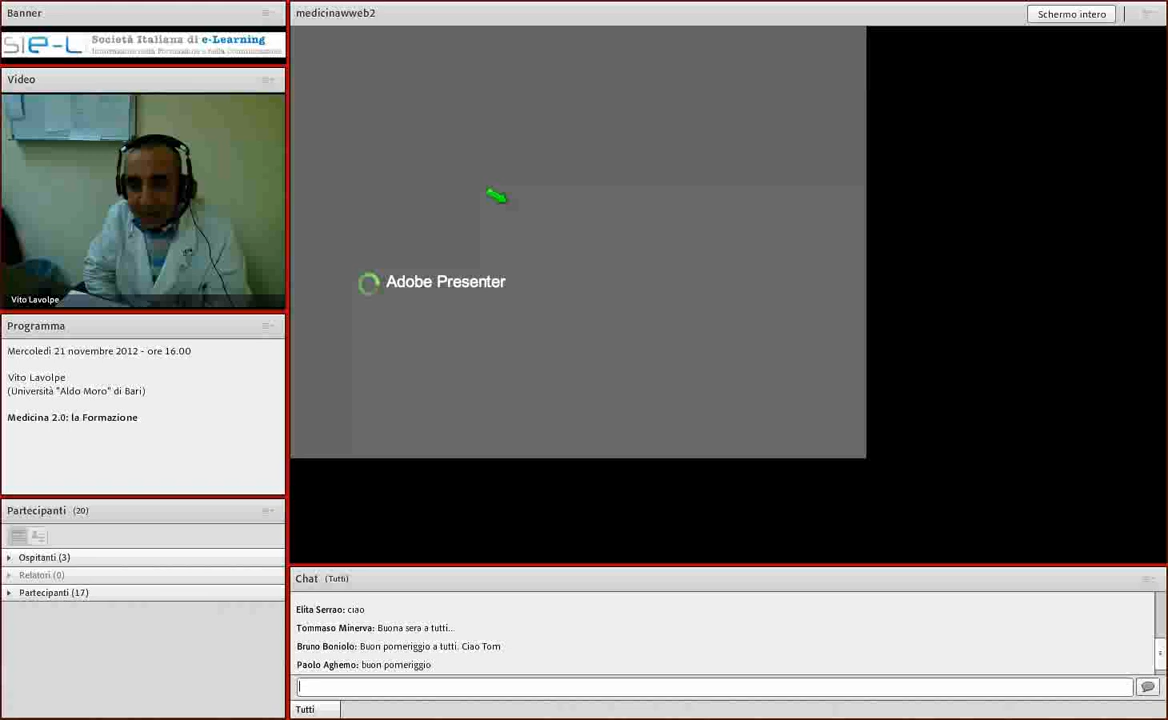 Banner
SIe-L Società Italiana di e-Learning
Video
Vito Lavolpe
Programma
Mercoledì 21 novembre 2012 - ore 16.00
Vito Lavolpe
(Università "Aldo Moro" di Bari)
Medicina 2.0: la Formazione
Partecipanti (20)
Ospitanti (3)
Relatori (0)
Partecipanti (17)
medicinawweb2
Schermo intero
Adobe Presenter
Chat (Tutti)
Elita Serrao: ciao
Tommaso Minerva: Buona sera a tutti...
Bruno Boniolo: Buon pomeriggio a tutti. Ciao Tom
Paolo Aghemo: buon pomeriggio
Tutti